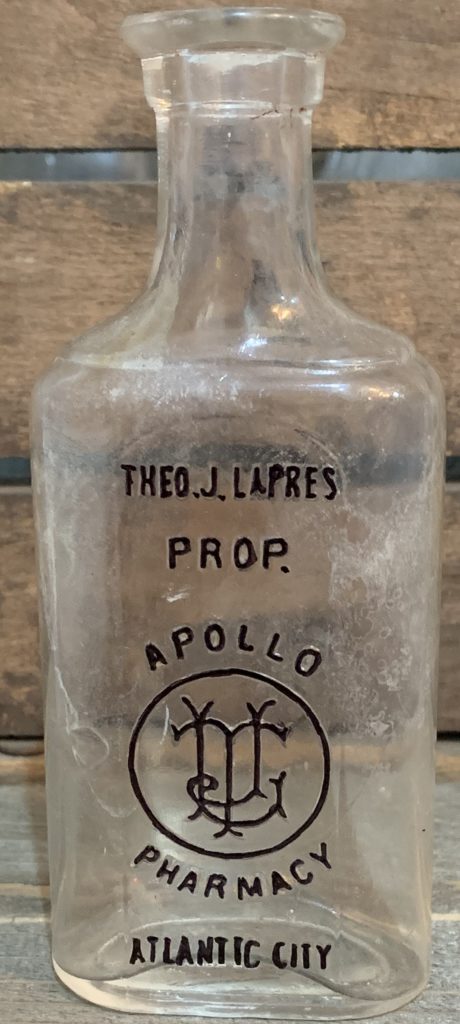 THEO. J. LAPRES
PROP.
APOLLO
PHARMACY
ATLANTIC CITY